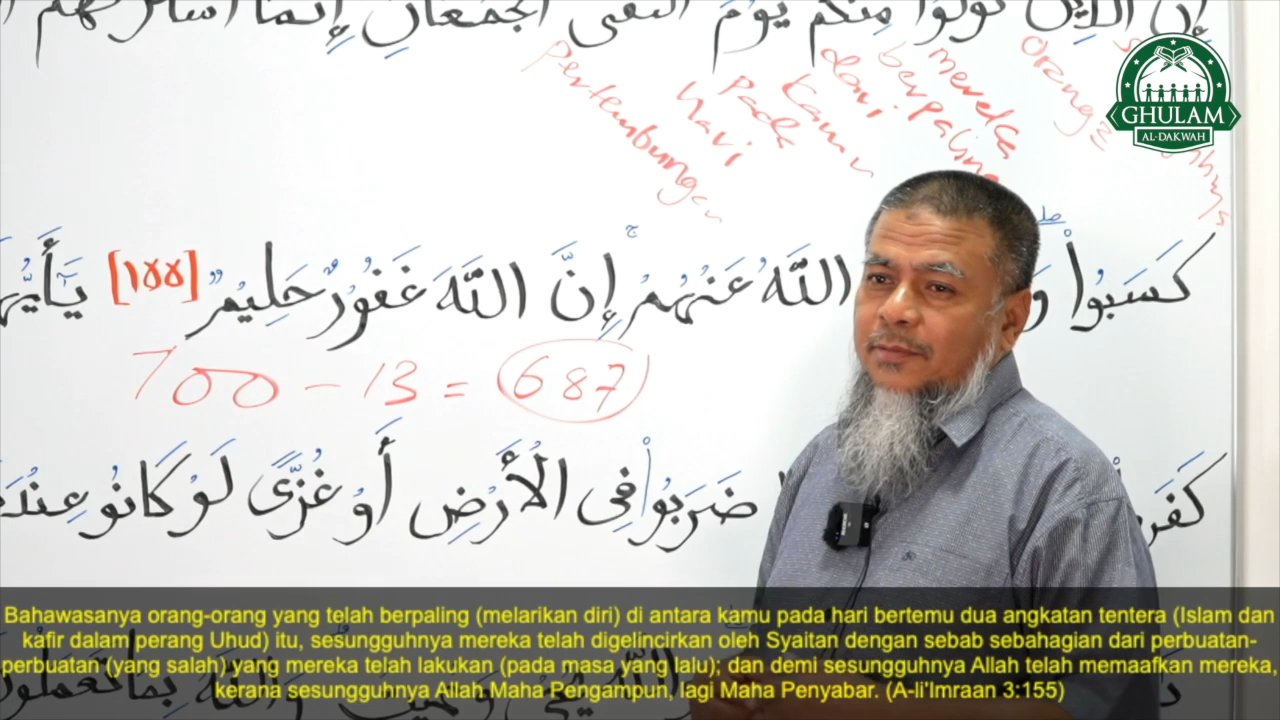 إِنَّ الَّذِينَ تَوَلَّوْا مِنكُمْ يَوْمَ الْتَقَى الْجَمْعَانِ إِنَّمَا
orang2
mereka
berpaling
dari
kamu
pada
hari
pertembungan
GHULAM
AL-DAKWAH
كَسَبُوا۟ اللَّهُ عَنْهُمْ إِنَّ اللَّهَ غَفُورٌ حَلِيمٌ [١٥٥] يَـٰٓأَيُّهَا
700 - 13 = 687
ضَرَبُوا۟ فِى الْأَرْضِ أَوْ غُزًّى لَوْ كَانُوا عِندَ
Bahawasanya orang-orang yang telah berpaling (melarikan diri) di antara kamu pada hari bertemu dua angkatan tentera (Islam dan
kafir dalam perang Uhud) itu, sesungguhnya mereka telah digelincirkan oleh Syaitan dengan sebab sebahagian dari perbuatan-
perbuatan (yang salah) yang mereka telah lakukan (pada masa yang lalu); dan demi sesungguhnya Allah telah memaafkan mereka,
kerana sesungguhnya Allah Maha Pengampun, lagi Maha Penyabar. (A-li'Imraan 3:155)